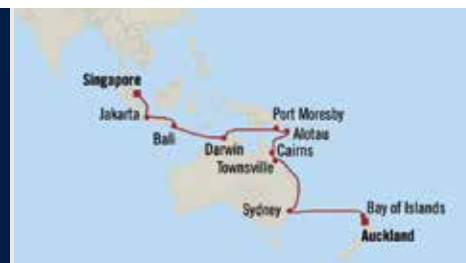 Singapore
Jakarta
Bali
Darwin
Port Moresby
Alotau
Cairns
Townsville
Sydney
Bay of Islands
Auckland